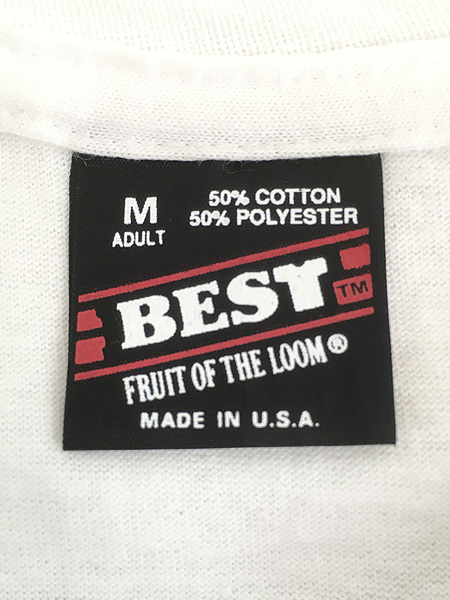 M
ADULT
50% COTTON
50% POLYESTER
BEST™
FRUIT OF THE LOOM®
MADE IN U.S.A.